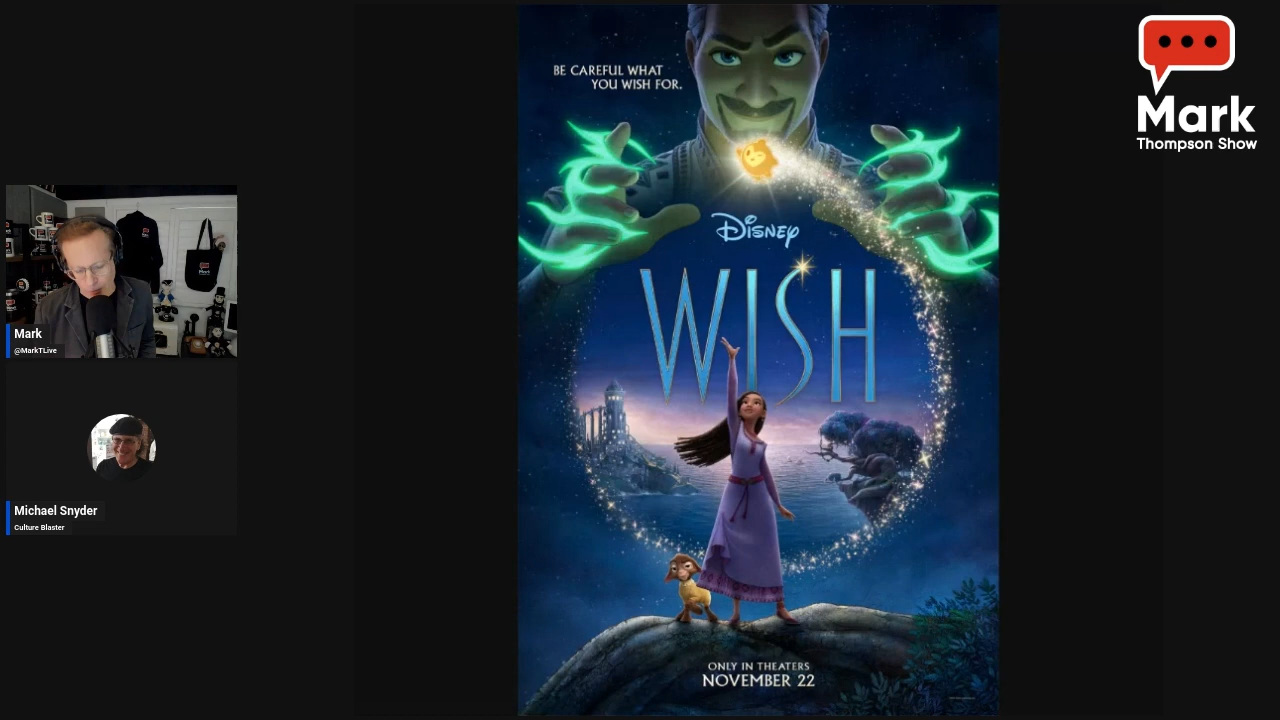 BE CAREFUL WHAT
YOU WISH FOR.
Disney
WISH
ONLY IN THEATERS
NOVEMBER 22
Mark
Thompson Show
Mark
@MarkTLive
Michael Snyder
Culture Blaster